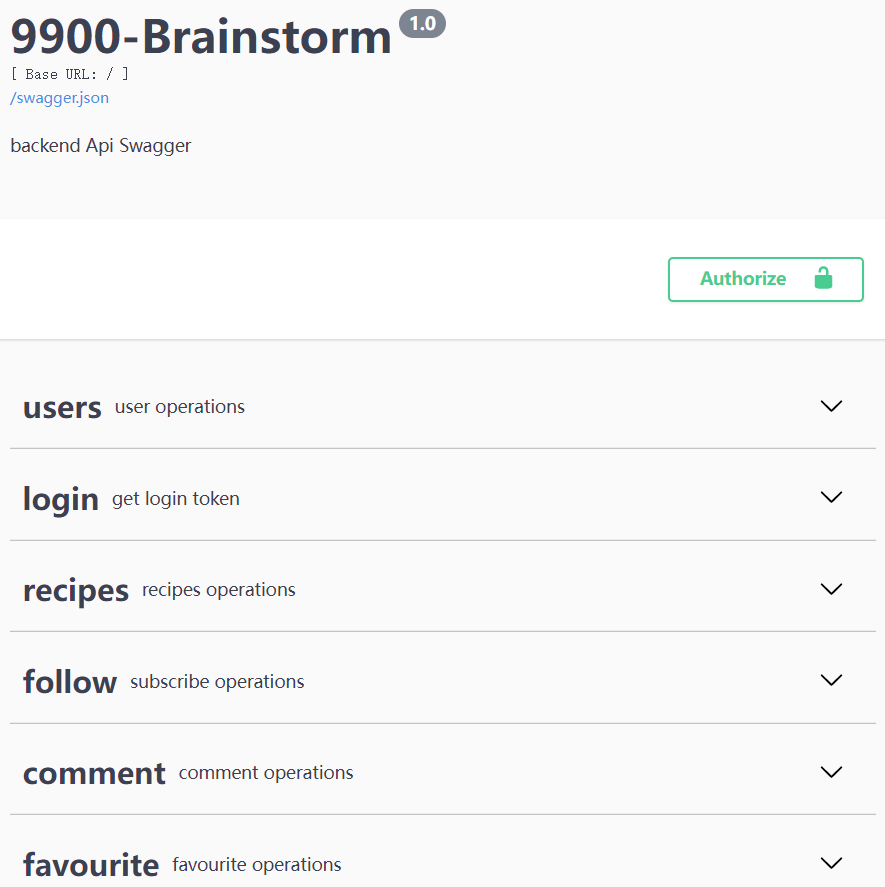 9900-Brainstorm 1.0
[ Base URL: / ]
/swagger.json
backend Api Swagger
Authorize
users user operations
login get login token
recipes recipes operations
follow subscribe operations
comment comment operations
favourite favourite operations